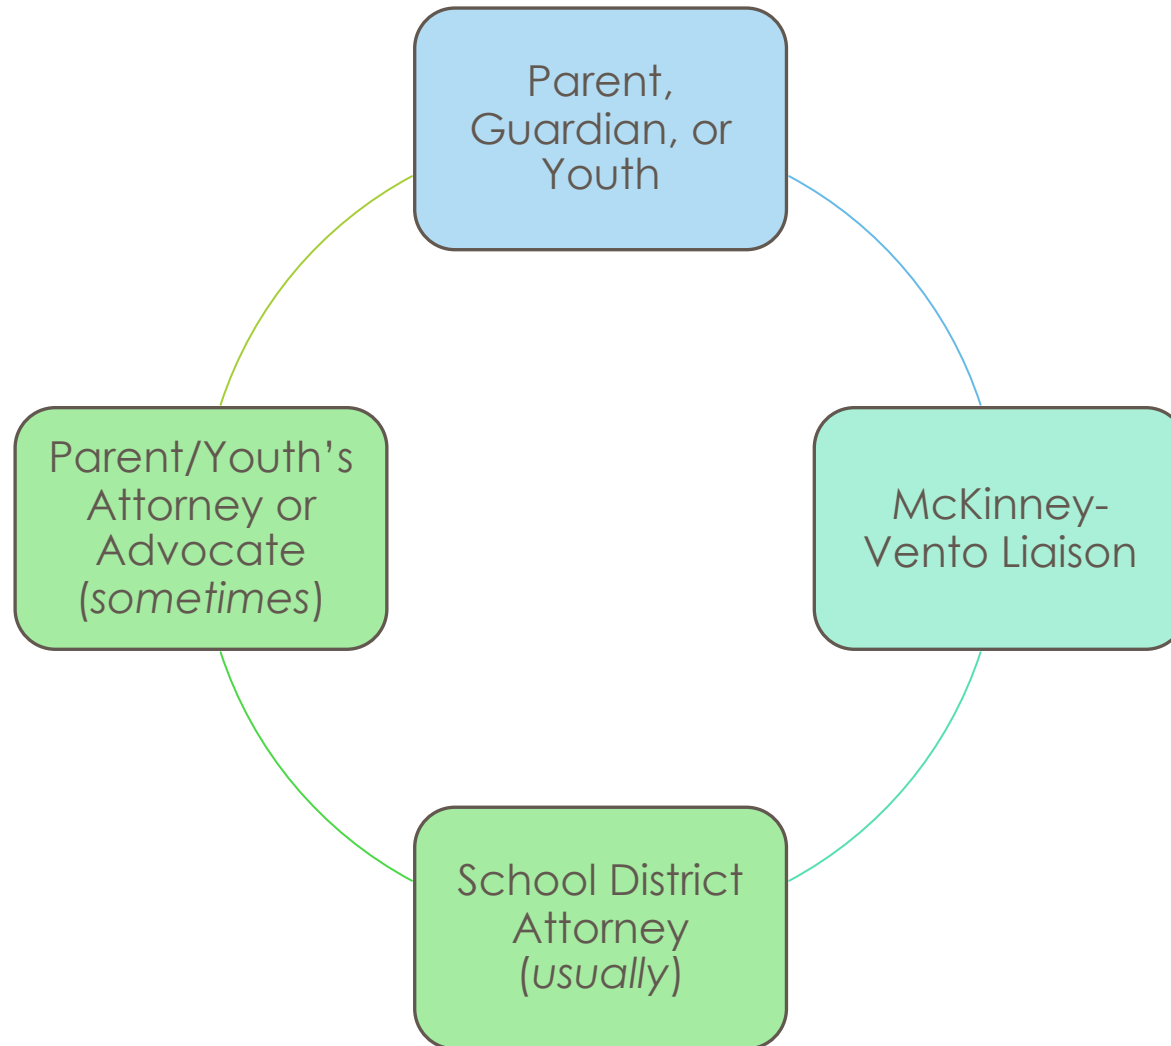 Parent,
Guardian, or
Youth
Parent/Youth’s
Attorney or
Advocate
(sometimes)
McKinney-
Vento Liaison
School District
Attorney
(usually)